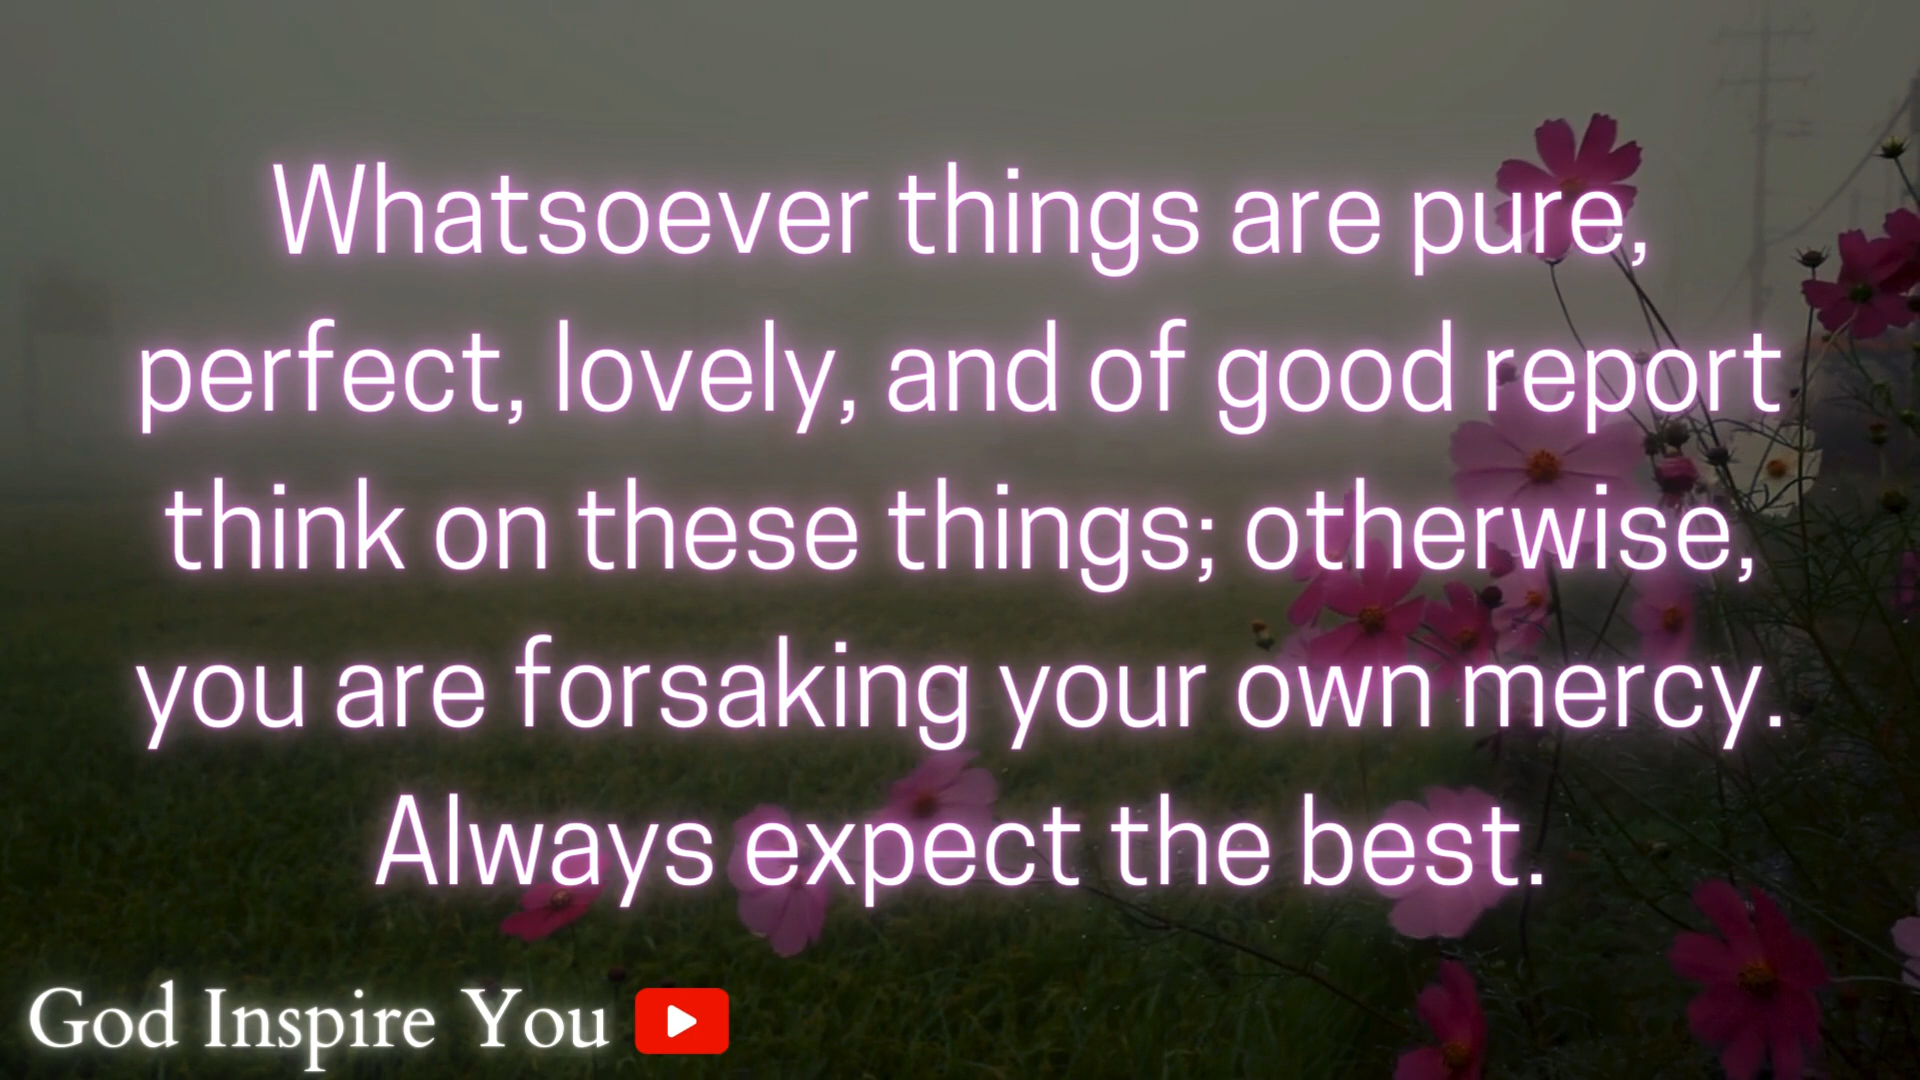 Whatsoever things are pure,
perfect, lovely, and of good report
think on these things; otherwise,
you are forsaking your own mercy.
Always expect the best.
God Inspire You